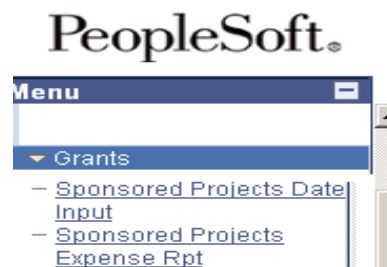 PeopleSoft®
Menu
Grants
Sponsored Projects Date
Input
Sponsored Projects
Expense Rpt